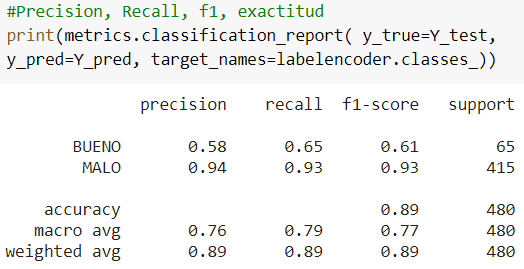 #Precision, Recall, f1, exactitud
print(metrics.classification_report( y_true=Y_test,
y_pred=Y_pred, target_names=labelencoder.classes_))
precision recall f1-score support
BUENO 0.58 0.65 0.61 65
MALO 0.94 0.93 0.93 415
accuracy 0.89 480
macro avg 0.76 0.79 0.77 480
weighted avg 0.89 0.89 0.89 480